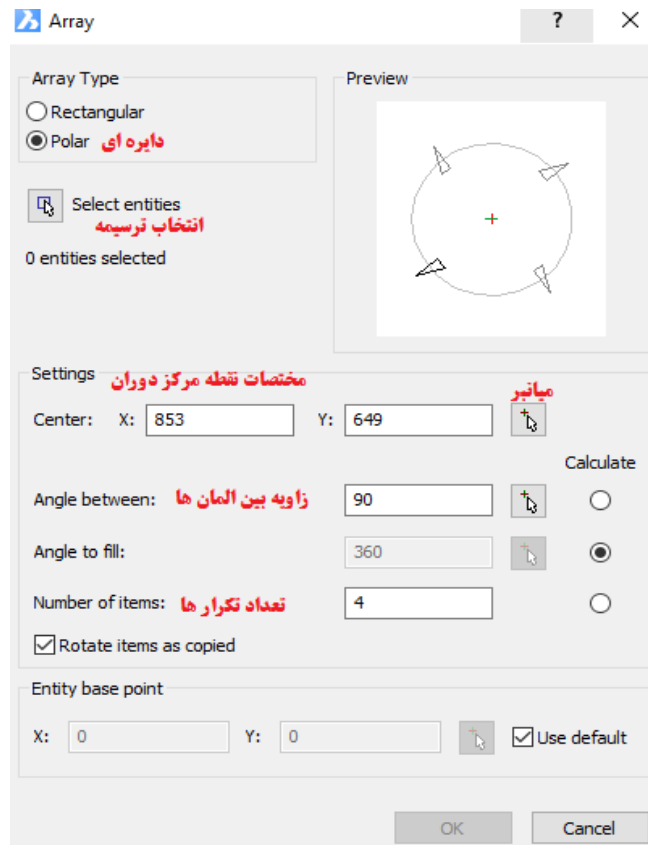 Array
?
Array Type
Preview
Rectangular
Polar دایره ای
Select entities
انتخاب ترسیمه
0 entities selected
Settings مختصات نقطه مرکز دوران
میانبر
Center: X: 853 Y: 649
Calculate
Angle between: زاویه بین المان ها 90
Angle to fill: 360
Number of items: تعداد تکرار ها 4
Rotate items as copied
Entity base point
X: 0 Y: 0 Use default
OK Cancel